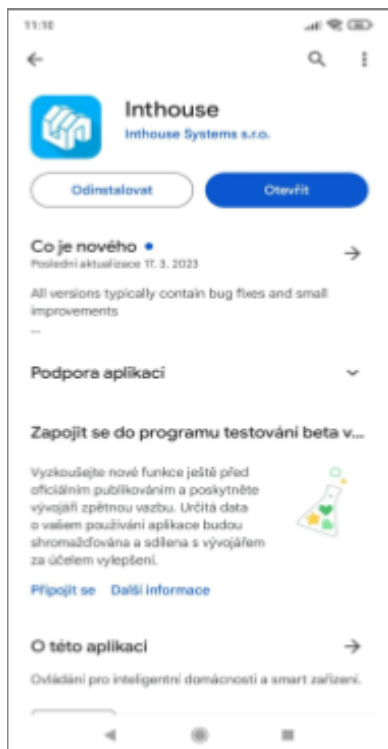 11:10
Inthouse
Inthouse Systems s.r.o.
Odinstalovat
Otevřít
Co je nového
Poslední aktualizace 17. 3. 2023
All versions typically contain bug fixes and small
improvements
...
Podpora aplikací
Zapojit se do programu testování beta v...
Vyzkoušejte nové funkce ještě před
oficiálním publikováním a poskytněte
vývojáři zpětnou vazbu. Určitá data
o vašem používání aplikace budou
shromažďována a sdílena s vývojářem
za účelem vylepšení.
Připojit se Další informace
O této aplikaci
Ovládání pro inteligentní domácnosti a smart zařízení.